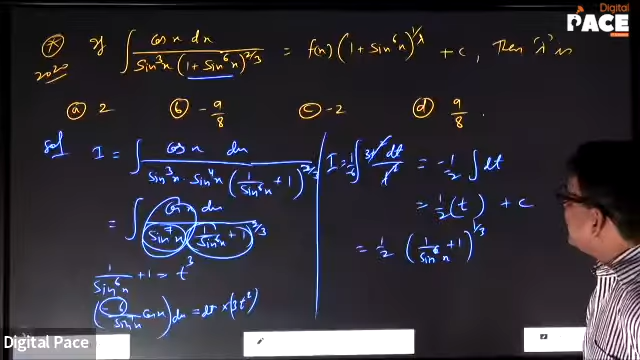 Digital PACE
* If ∫ cos x dx / sin³x (1 + sin⁶x)^2/3 = f(x) (1 + sin⁶x)^1/λ + c, then 'λ' is
2020
(a) 2 (b) -9/8 (c) -2 (d) 9/8.
Sol I = ∫ cos x dx / sin³x · sin⁴x (1/sin⁶x + 1)^2/3
= ∫ cos x dx / sin⁷x (1/sin⁶x + 1)^2/3
1/sin⁶x + 1 = t³
(-6/sin⁷x cos x) dx = dt × (3t²)
I = 1/-6 ∫ 3t² dt / t² = -1/2 ∫ dt
= -1/2 (t) + c
= 1/2 (1/sin⁶x + 1)^1/3
Digital Pace